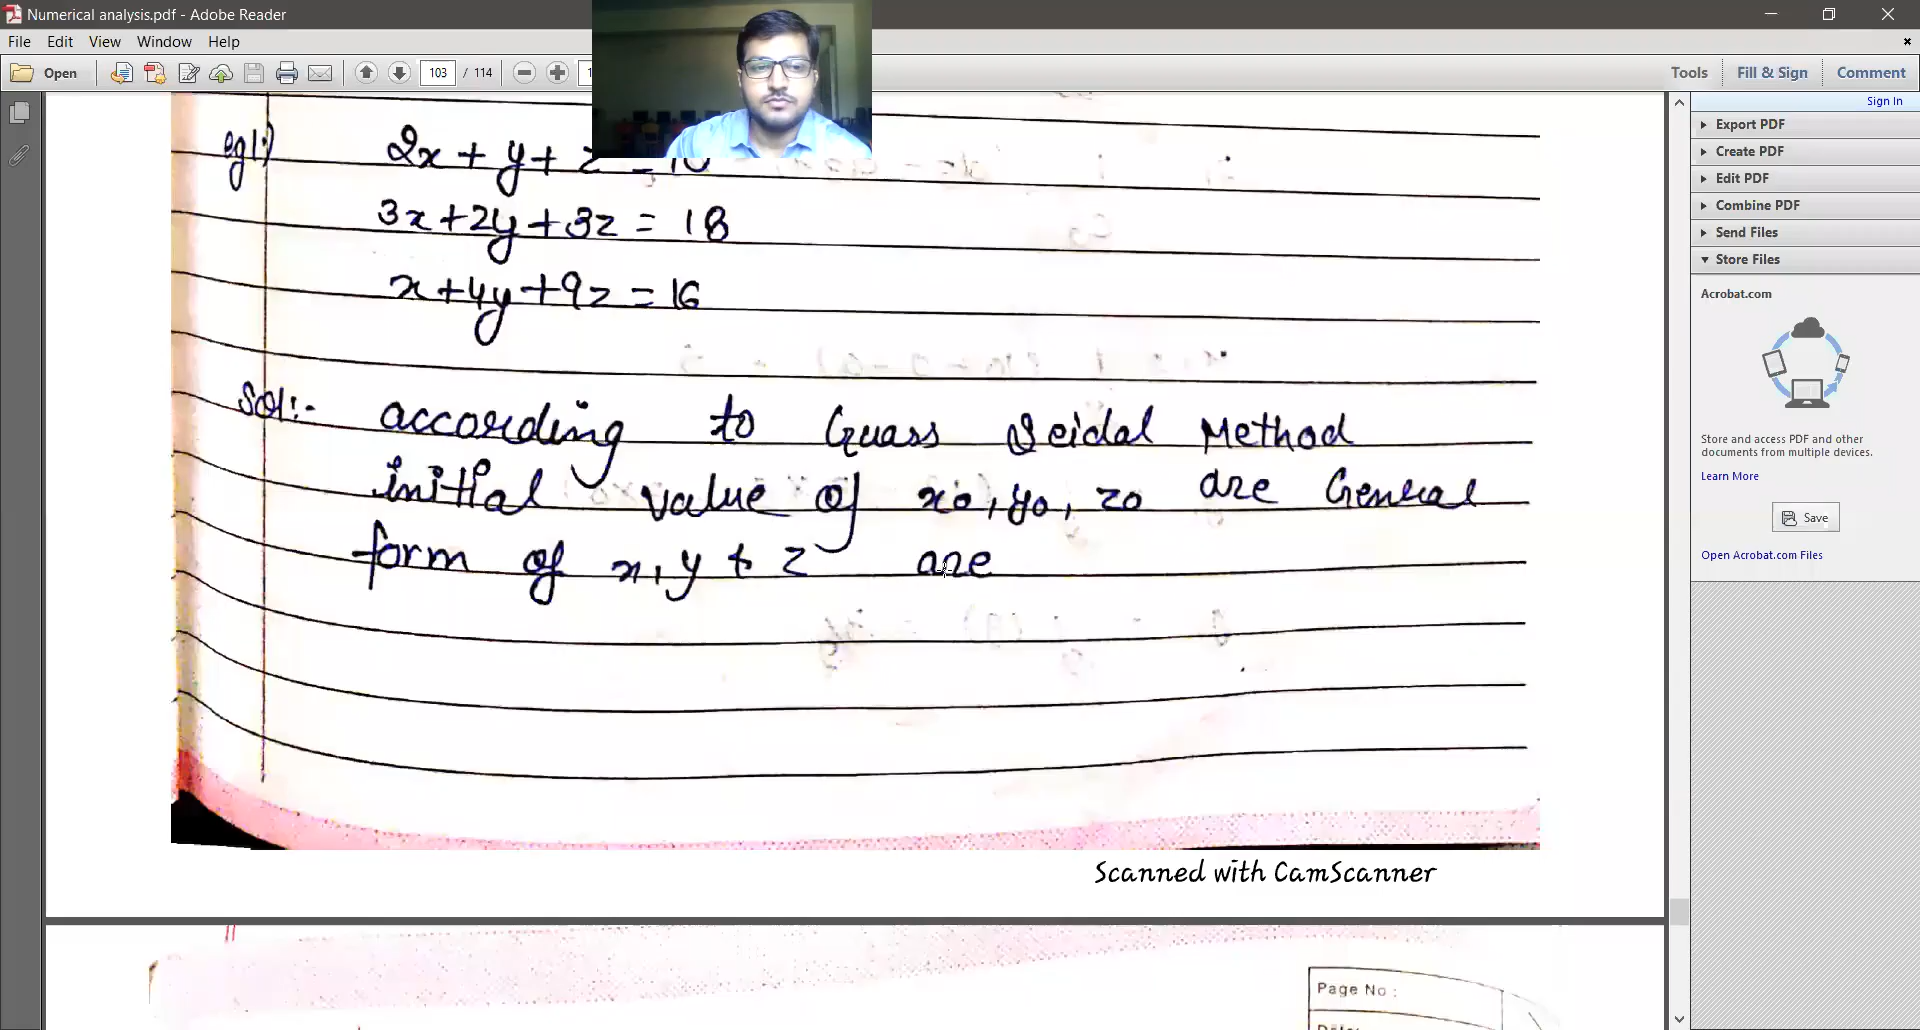 Numerical analysis.pdf - Adobe Reader
File Edit View Window Help
Open 103 / 114 Tools Fill & Sign Comment
Sign In
Export PDF
Create PDF
Edit PDF
Combine PDF
Send Files
Store Files
Acrobat.com
Store and access PDF and other
documents from multiple devices.
Learn More
Save
Open Acrobat.com Files
eg1:) 2x + y + z = 10
3x+2y+3z = 18
x+4y+9z = 16
Sol:- according to Guass Seidal Method
initial value of x0, y0, z0 are General
form of x, y + z are
Scanned with CamScanner
Page No :
Date: